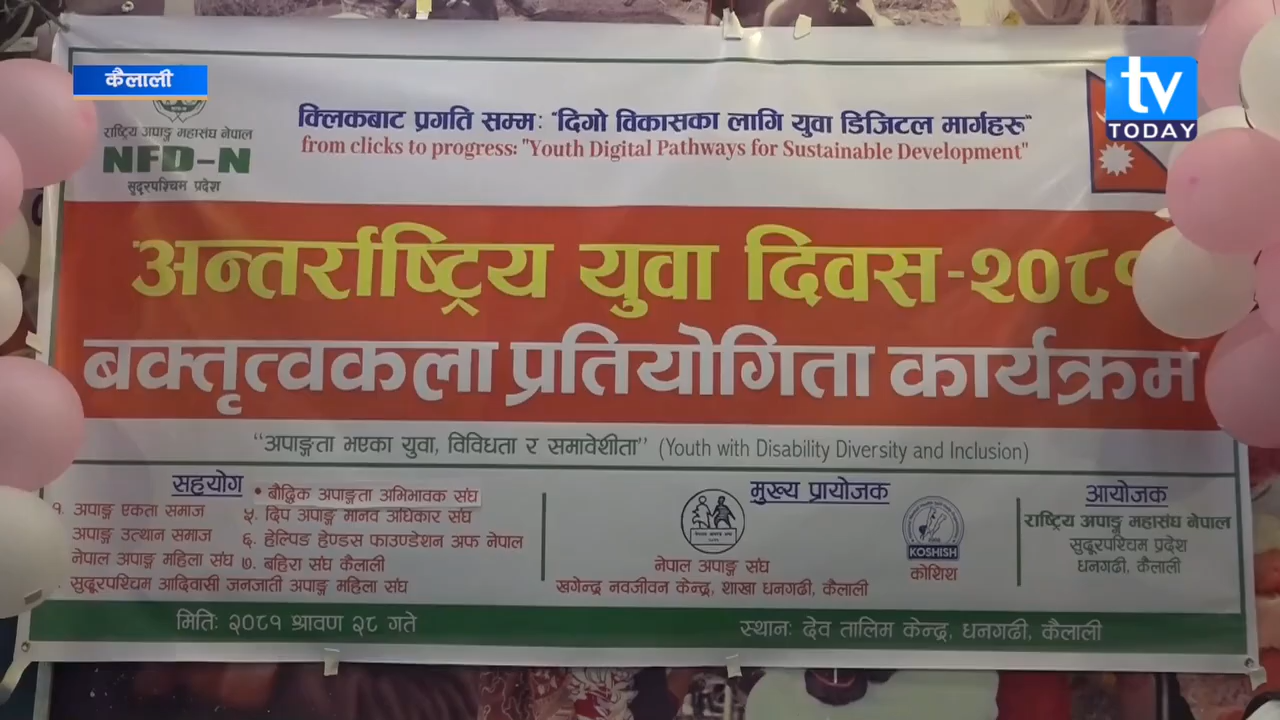 कैलाली
tv
TODAY
राष्ट्रिय अपाङ्ग महासंघ नेपाल
NFD-N
सुदूरपश्चिम प्रदेश
क्लिकबाट प्रगति सम्मः "दिगो विकासका लागि युवा डिजिटल मार्गहरू"
from clicks to progress: "Youth Digital Pathways for Sustainable Development"
अन्तर्राष्ट्रिय युवा दिवस-२०८१
बक्तृत्वकला प्रतियोगिता कार्यक्रम
"अपाङ्गता भएका युवा, विविधता र समावेशीता" (Youth with Disability Diversity and Inclusion)
सहयोग
• बौद्धिक अपाङ्गता अभिभावक संघ
१. अपाङ्ग एकता समाज
५. दिप अपाङ्ग मानव अधिकार संघ
अपाङ्ग उत्थान समाज
६. हेल्पिड हेण्डस फाउण्डेशन अफ नेपाल
नेपाल अपाङ्ग महिला संघ
७. बहिरा संघ कैलाली
सुदूरपश्चिम आदिवासी जनजाती अपाङ्ग महिला संघ
मुख्य प्रायोजक
नेपाल अपाङ्ग संघ
खगेन्द्र नवजीवन केन्द्र, शाखा धनगढी, कैलाली
KOSHISH
कोशिश
आयोजक
राष्ट्रिय अपाङ्ग महासंघ नेपाल
सुदूरपश्चिम प्रदेश
धनगढी, कैलाली
मितिः २०८१ श्रावण २८ गते
स्थानः देव तालिम केन्द्र, धनगढी, कैलाली